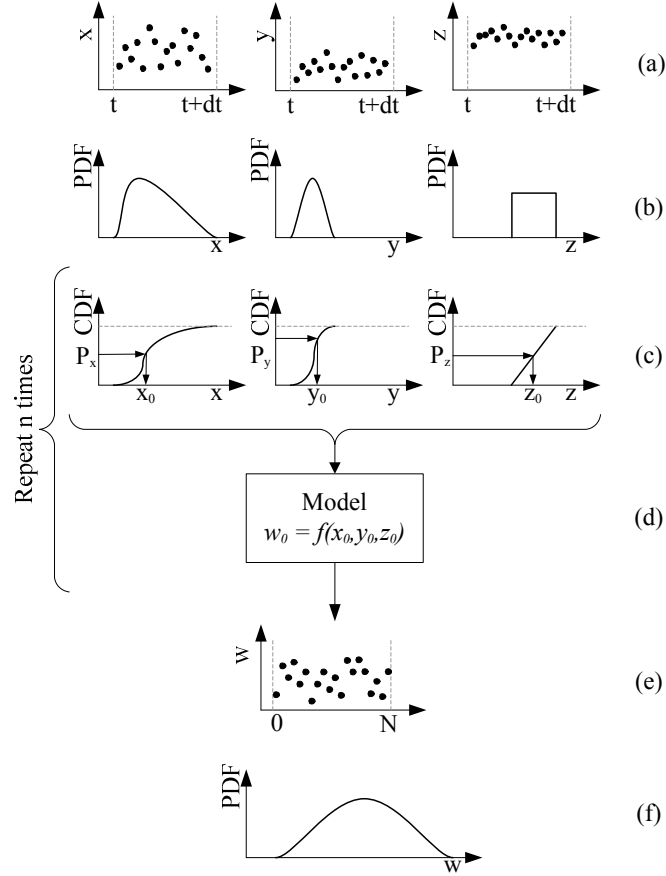 x y z
t t+dt t t+dt t t+dt
(a)
PDF PDF PDF
x y z
(b)
CDF CDF CDF
Px Py Pz
x0 x y0 y z0 z
(c)
Repeat n times
Model
w0 = f(x0,y0,z0)
(d)
w
0 N
(e)
PDF
w
(f)